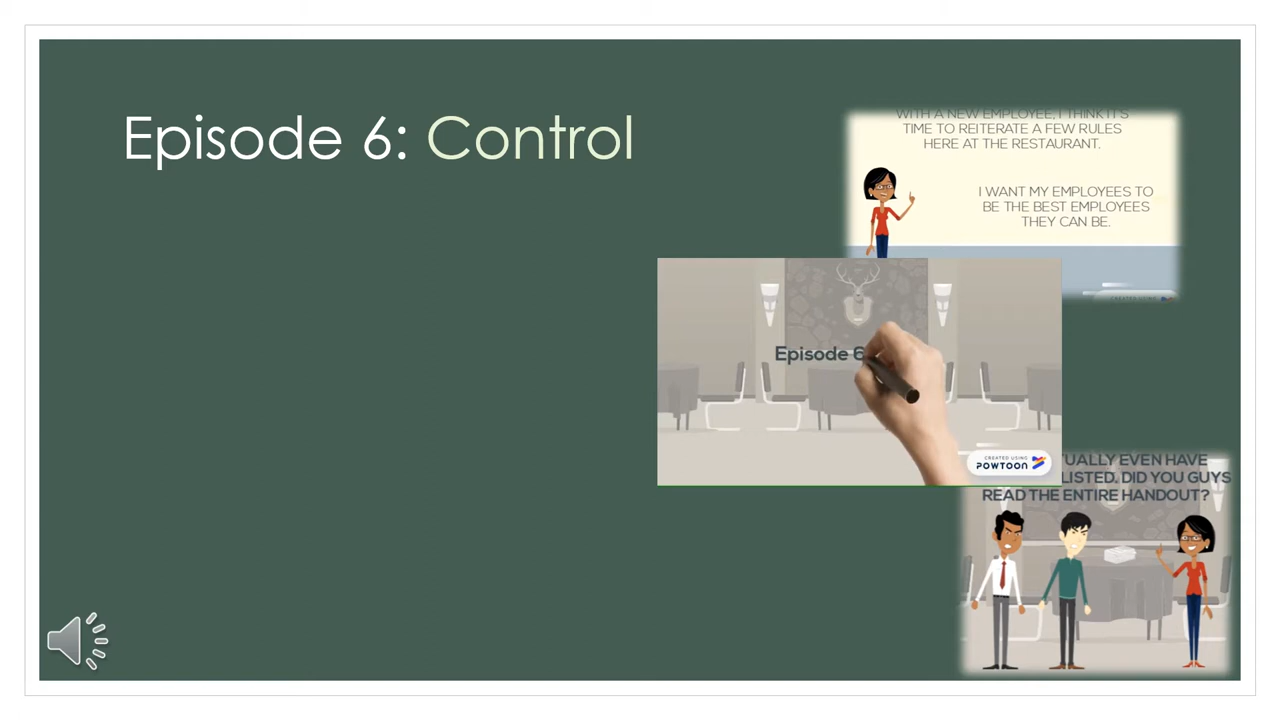 Episode 6: Control
WITH A NEW EMPLOYEE, I THINK IT'S
TIME TO REITERATE A FEW RULES
HERE AT THE RESTAURANT.
I WANT MY EMPLOYEES TO
BE THE BEST EMPLOYEES
THEY CAN BE.
CREATED USING
Episode 6
CREATED USING
POWTOON
UALLY EVEN HAVE
LISTED. DID YOU GUYS
READ THE ENTIRE HANDOUT?